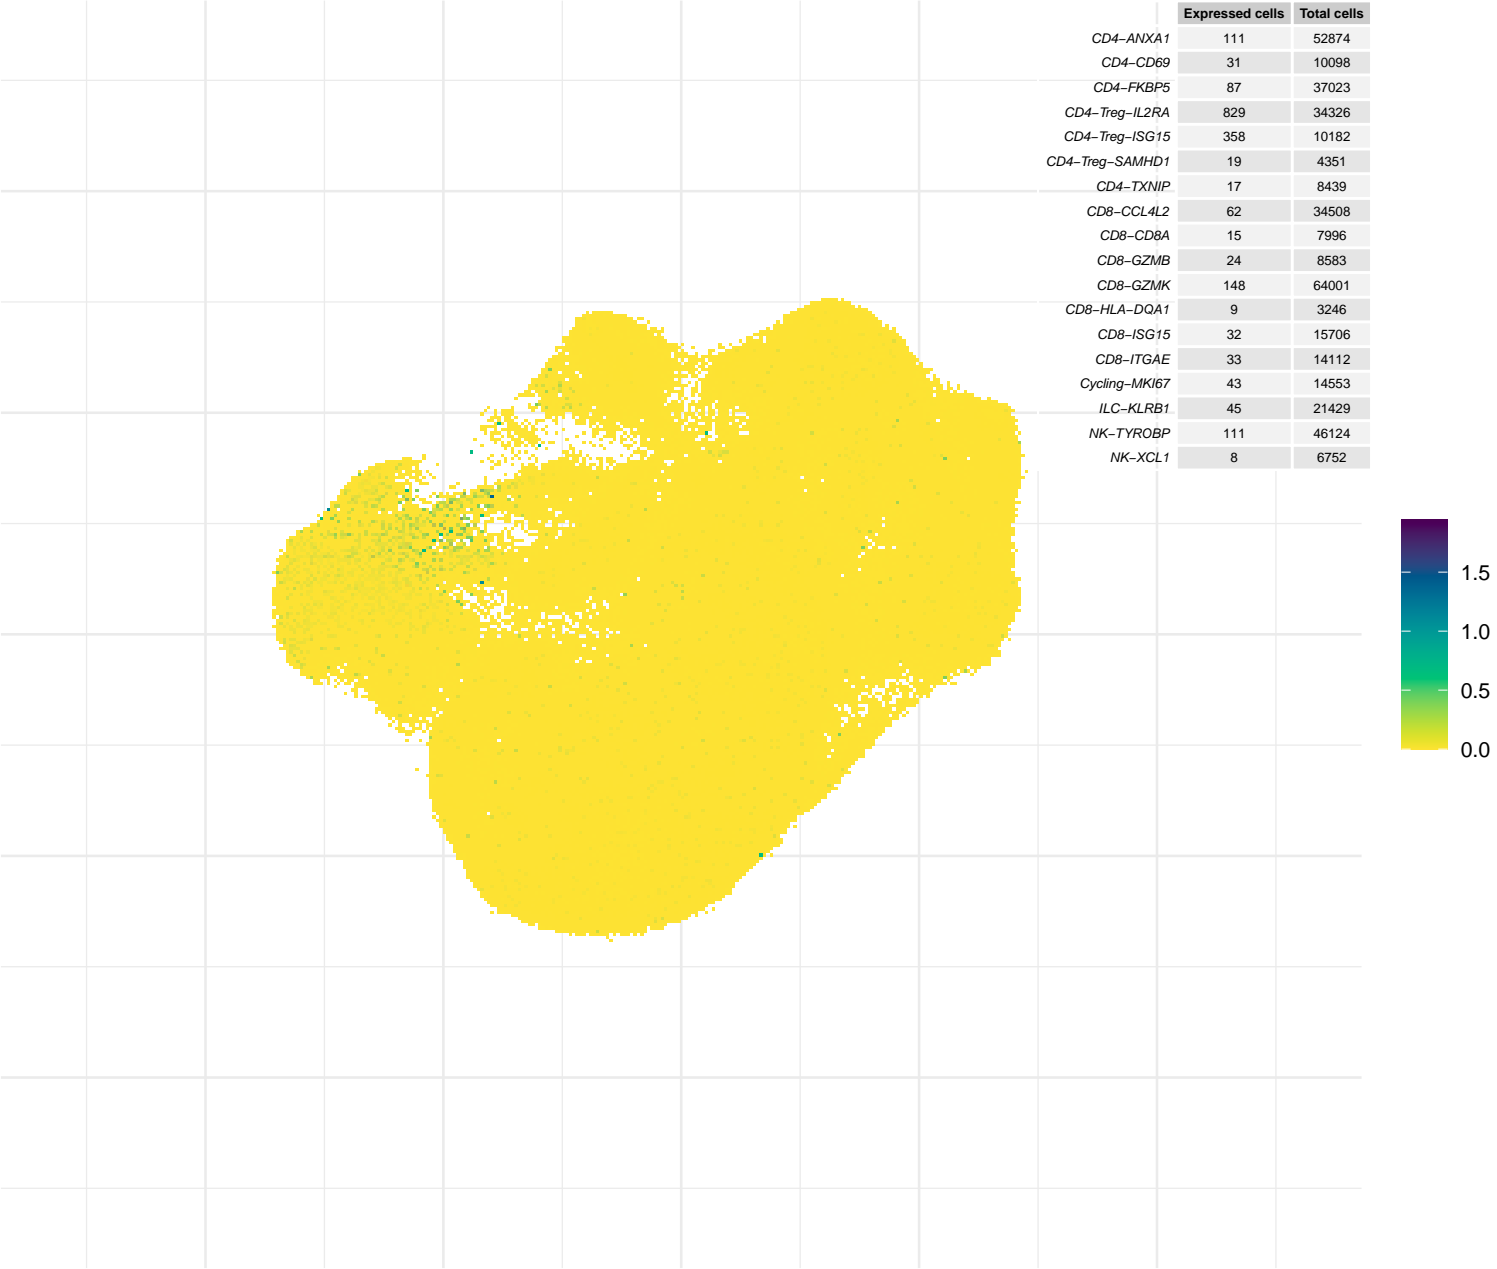 Expressed cells Total cells
CD4−ANXA1 111 52874
CD4−CD69 31 10098
CD4−FKBP5 87 37023
CD4−Treg−IL2RA 829 34326
CD4−Treg−ISG15 358 10182
CD4−Treg−SAMHD1 19 4351
CD4−TXNIP 17 8439
CD8−CCL4L2 62 34508
CD8−CD8A 15 7996
CD8−GZMB 24 8583
CD8−GZMK 148 64001
CD8−HLA−DQA1 9 3246
CD8−ISG15 32 15706
CD8−ITGAE 33 14112
Cycling−MKI67 43 14553
ILC−KLRB1 45 21429
NK−TYROBP 111 46124
NK−XCL1 8 6752
1.5
1.0
0.5
0.0